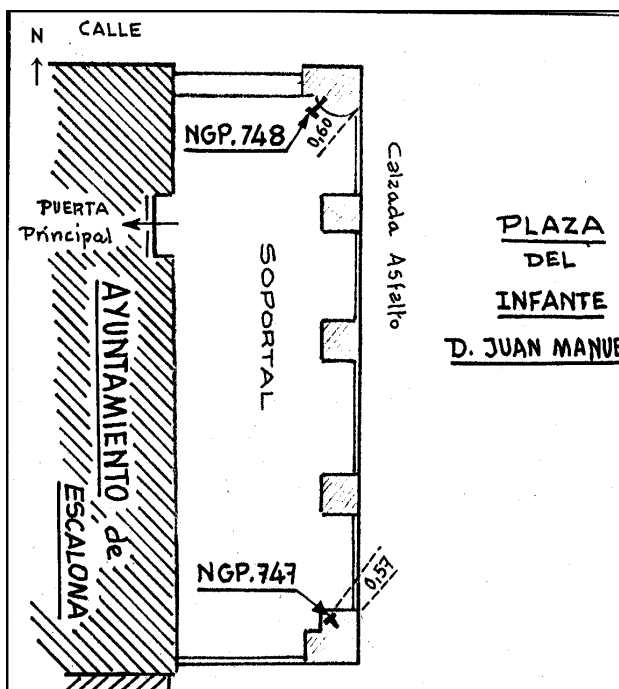 CALLE
N
NGP.748
0,60
PUERTA
Principal
SOPORTAL
Calzada Asfalto
PLAZA
DEL
INFANTE
D. JUAN MANUE
AYUNTAMIENTO de
ESCALONA
NGP.747
0,57